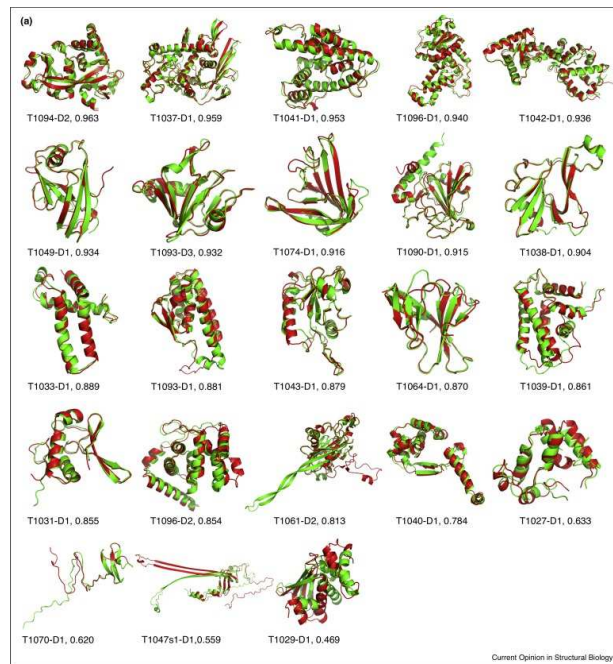 (a)
T1094-D2, 0.963 T1037-D1, 0.959 T1041-D1, 0.953 T1096-D1, 0.940 T1042-D1, 0.936
T1049-D1, 0.934 T1093-D3, 0.932 T1074-D1, 0.916 T1090-D1, 0.915 T1038-D1, 0.904
T1033-D1, 0.889 T1093-D1, 0.881 T1043-D1, 0.879 T1064-D1, 0.870 T1039-D1, 0.861
T1031-D1, 0.855 T1096-D2, 0.854 T1061-D2, 0.813 T1040-D1, 0.784 T1027-D1, 0.633
T1070-D1, 0.620 T1047s1-D1, 0.559 T1029-D1, 0.469
Current Opinion in Structural Biology